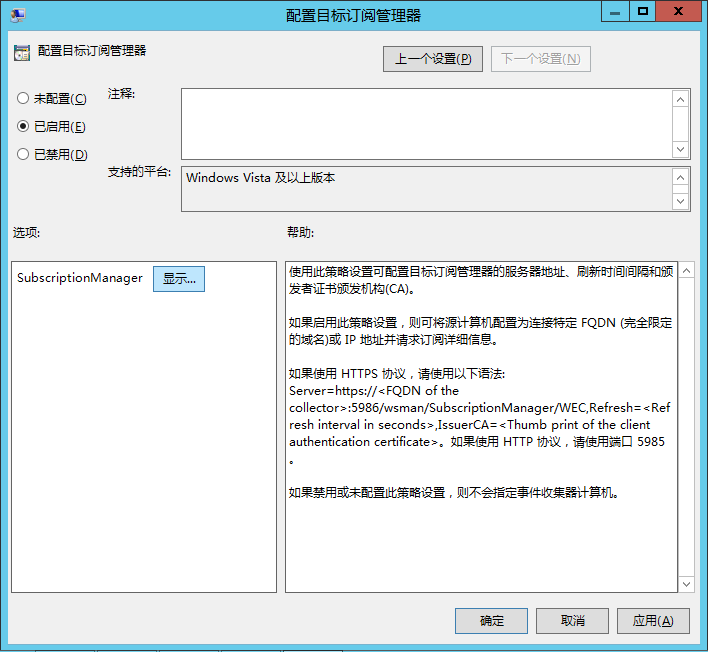 配置目标订阅管理器
配置目标订阅管理器
上一个设置(P)
下一个设置(N)
未配置(C)
注释:
已启用(E)
已禁用(D)
支持的平台:
Windows Vista 及以上版本
选项:
帮助:
SubscriptionManager
显示...
使用此策略设置可配置目标订阅管理器的服务器地址、刷新时间间隔和颁
发者证书颁发机构(CA)。
如果启用此策略设置，则可将源计算机配置为连接特定 FQDN (完全限定
的域名)或 IP 地址并请求订阅详细信息。
如果使用 HTTPS 协议，请使用以下语法:
Server=https://<FQDN of the
collector>:5986/wsman/SubscriptionManager/WEC,Refresh=<Ref
resh interval in seconds>,IssuerCA=<Thumb print of the client
authentication certificate>。如果使用 HTTP 协议，请使用端口 5985
。
如果禁用或未配置此策略设置，则不会指定事件收集器计算机。
确定
取消
应用(A)